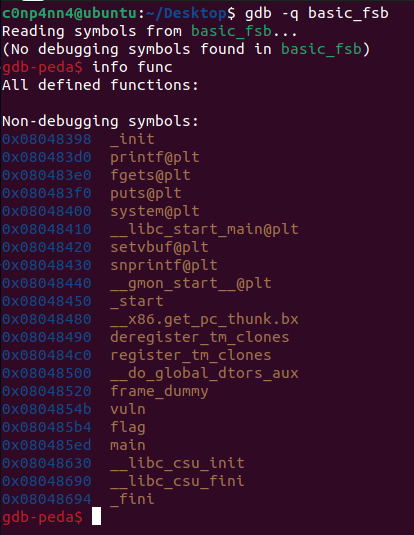 c0np4nn4@ubuntu:~/Desktop$ gdb -q basic_fsb
Reading symbols from basic_fsb...
(No debugging symbols found in basic_fsb)
gdb-peda$ info func
All defined functions:

Non-debugging symbols:
0x08048398  _init
0x080483d0  printf@plt
0x080483e0  fgets@plt
0x080483f0  puts@plt
0x08048400  system@plt
0x08048410  __libc_start_main@plt
0x08048420  setvbuf@plt
0x08048430  snprintf@plt
0x08048440  __gmon_start__@plt
0x08048450  _start
0x08048480  __x86.get_pc_thunk.bx
0x08048490  deregister_tm_clones
0x080484c0  register_tm_clones
0x08048500  __do_global_dtors_aux
0x08048520  frame_dummy
0x0804854b  vuln
0x080485b4  flag
0x080485ed  main
0x08048630  __libc_csu_init
0x08048690  __libc_csu_fini
0x08048694  _fini
gdb-peda$